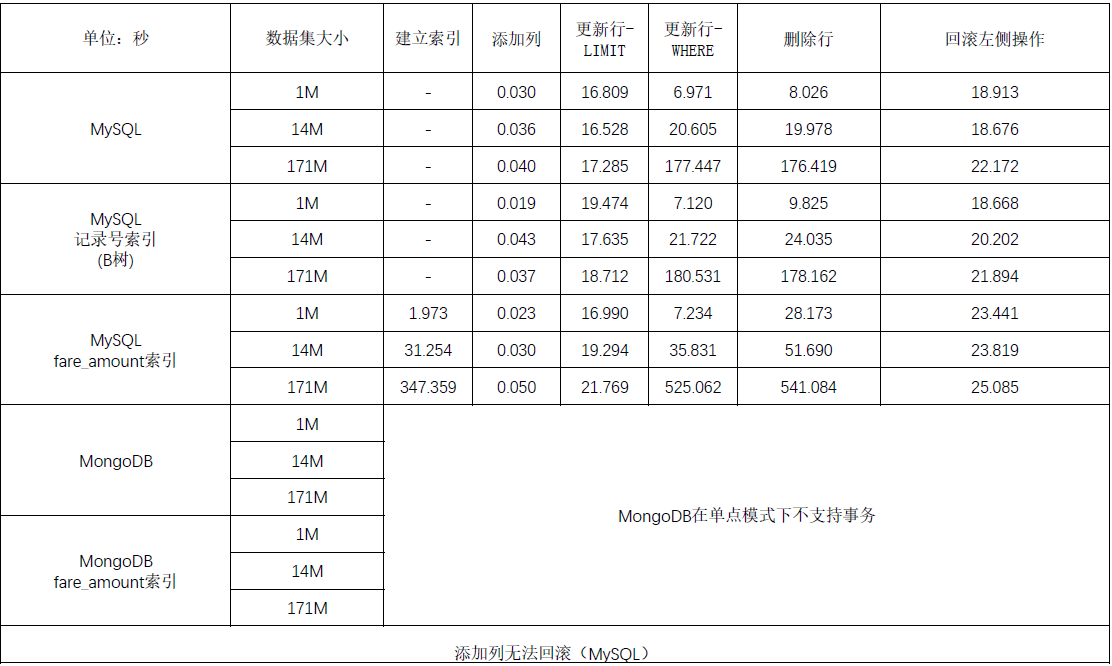 单位：秒 数据集大小 建立索引 添加列 更新行-LIMIT 更新行-WHERE 删除行 回滚左侧操作
MySQL
1M - 0.030 16.809 6.971 8.026 18.913
14M - 0.036 16.528 20.605 19.978 18.676
171M - 0.040 17.285 177.447 176.419 22.172
MySQL
记录号索引
(B树)
1M - 0.019 19.474 7.120 9.825 18.668
14M - 0.043 17.635 21.722 24.035 20.202
171M - 0.037 18.712 180.531 178.162 21.894
MySQL
fare_amount索引
1M 1.973 0.023 16.990 7.234 28.173 23.441
14M 31.254 0.030 19.294 35.831 51.690 23.819
171M 347.359 0.050 21.769 525.062 541.084 25.085
MongoDB
1M
14M
171M
MongoDB在单点模式下不支持事务
MongoDB
fare_amount索引
1M
14M
171M
添加列无法回滚（MySQL）